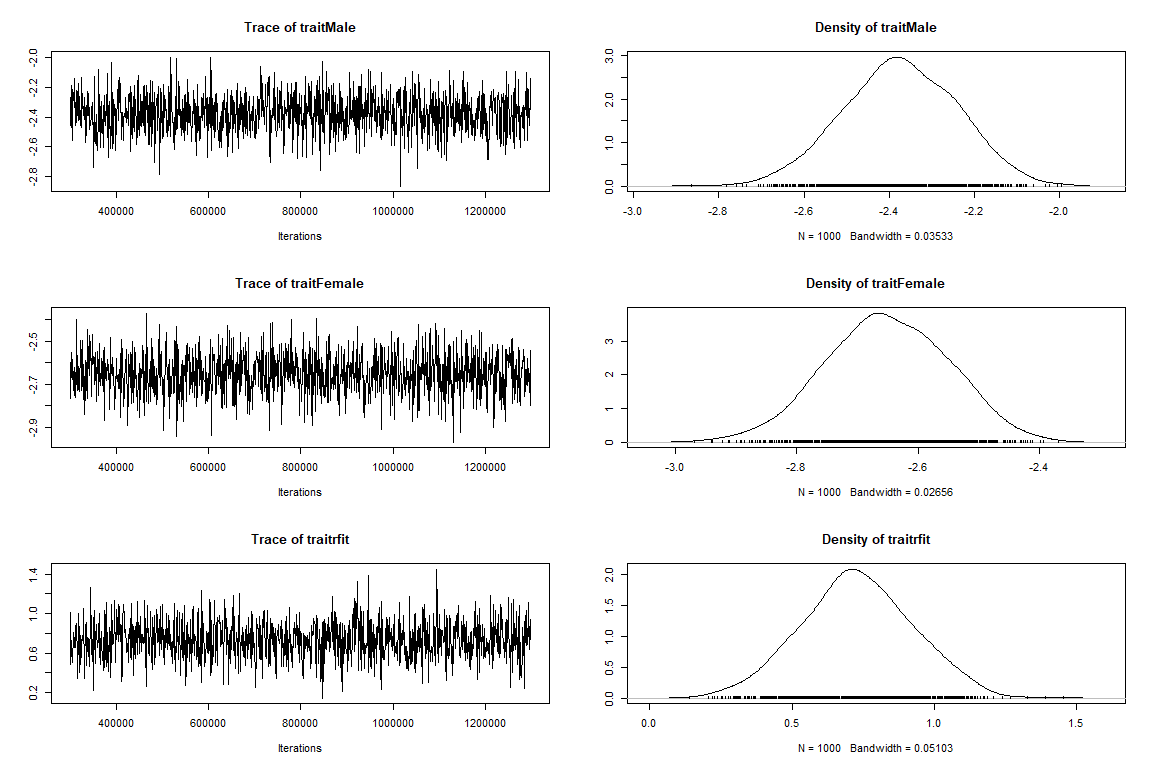 Trace of traitMale
-2.0
-2.2
-2.4
-2.6
-2.8
400000 600000 800000 1000000 1200000
Iterations
Density of traitMale
3.0
2.0
1.0
0.0
-3.0 -2.8 -2.6 -2.4 -2.2 -2.0
N = 1000 Bandwidth = 0.03533
Trace of traitFemale
-2.5
-2.7
-2.9
400000 600000 800000 1000000 1200000
Iterations
Density of traitFemale
3
2
1
0
-3.0 -2.8 -2.6 -2.4
N = 1000 Bandwidth = 0.02656
Trace of traitrfit
1.4
1.0
0.6
0.2
400000 600000 800000 1000000 1200000
Iterations
Density of traitrfit
2.0
1.5
1.0
0.5
0.0
0.0 0.5 1.0 1.5
N = 1000 Bandwidth = 0.05103